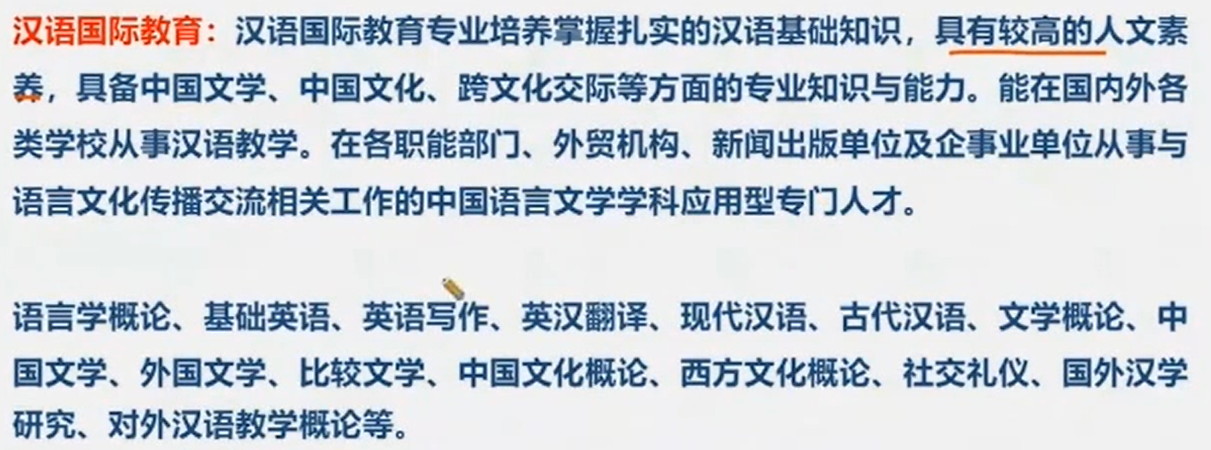 汉语国际教育：汉语国际教育专业培养掌握扎实的汉语基础知识，具有较高的人文素
养，具备中国文学、中国文化、跨文化交际等方面的专业知识与能力。能在国内外各
类学校从事汉语教学。在各职能部门、外贸机构、新闻出版单位及企事业单位从事与
语言文化传播交流相关工作的中国语言文学学科应用型专门人才。
语言学概论、基础英语、英语写作、英汉翻译、现代汉语、古代汉语、文学概论、中
国文学、外国文学、比较文学、中国文化概论、西方文化概论、社交礼仪、国外汉学
研究、对外汉语教学概论等。